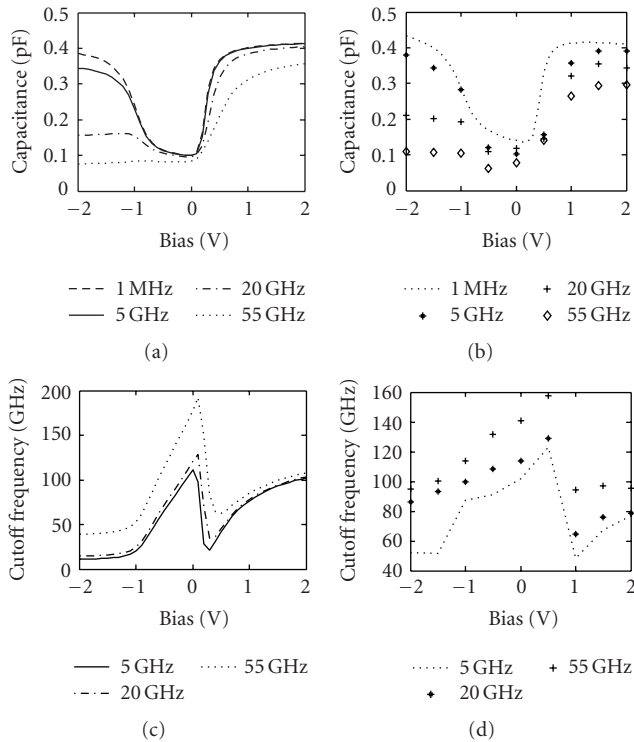 0.5
0.4
0.3
0.2
0.1
0
Capacitance (pF)
−2 −1 0 1 2
Bias (V)
1 MHz 20 GHz
5 GHz 55 GHz
(a)
0.5
0.4
0.3
0.2
0.1
0
Capacitance (pF)
−2 −1 0 1 2
Bias (V)
1 MHz 20 GHz
5 GHz 55 GHz
(b)
200
150
100
50
0
Cutoff frequency (GHz)
−2 −1 0 1 2
Bias (V)
5 GHz 55 GHz
20 GHz
(c)
160
140
120
100
80
60
40
Cutoff frequency (GHz)
−2 −1 0 1 2
Bias (V)
5 GHz 55 GHz
20 GHz
(d)